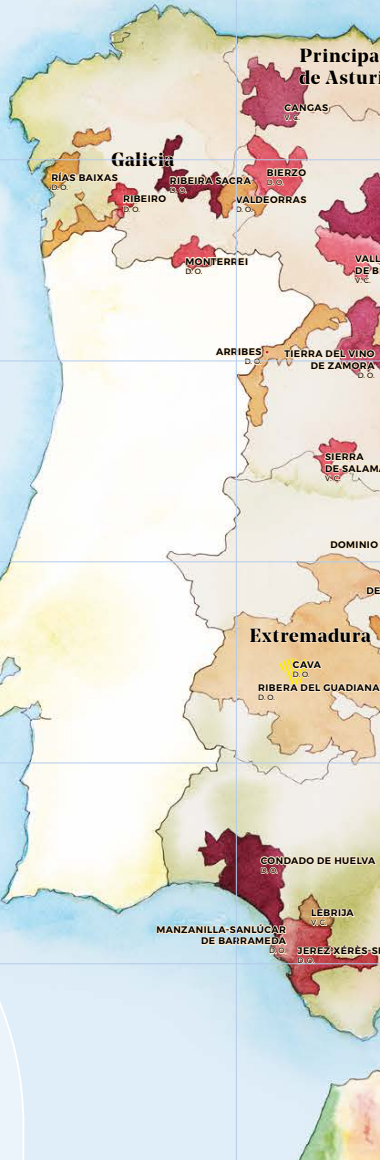 Principa
de Asturi
CANGAS
V.C.
Galicia
RÍAS BAIXAS
D.O.
RIBEIRA SACRA
D.O.
BIERZO
D.O.
RIBEIRO
D.O.
VALDEORRAS
D.O.
MONTERREI
D.O.
VALL
DE B
V.C.
ARRIBES
D.O.
TIERRA DEL VINO
DE ZAMORA
D.O.
SIERRA
DE SALAMA
V.C.
DOMINIO
DE
Extremadura
CAVA
D.O.
RIBERA DEL GUADIANA
D.O.
CONDADO DE HUELVA
D.O.
LEBRIJA
V.C.
MANZANILLA-SANLÚCAR
DE BARRAMEDA
D.O.
JEREZ-XÉRÈS-S
D.O.